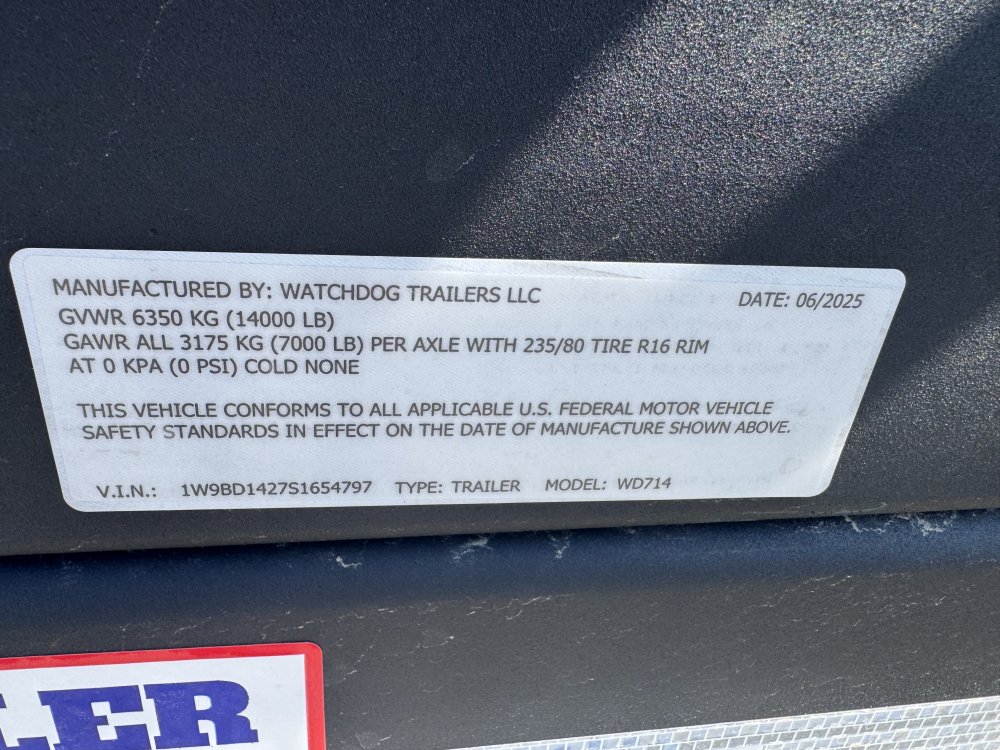 MANUFACTURED BY: WATCHDOG TRAILERS LLC DATE: 06/2025
GVWR 6350 KG (14000 LB)
GAWR ALL 3175 KG (7000 LB) PER AXLE WITH 235/80 TIRE R16 RIM
AT 0 KPA (0 PSI) COLD NONE
THIS VEHICLE CONFORMS TO ALL APPLICABLE U.S. FEDERAL MOTOR VEHICLE
SAFETY STANDARDS IN EFFECT ON THE DATE OF MANUFACTURE SHOWN ABOVE.
V.I.N.: 1W9BD1427S1654797 TYPE: TRAILER MODEL: WD714
LER